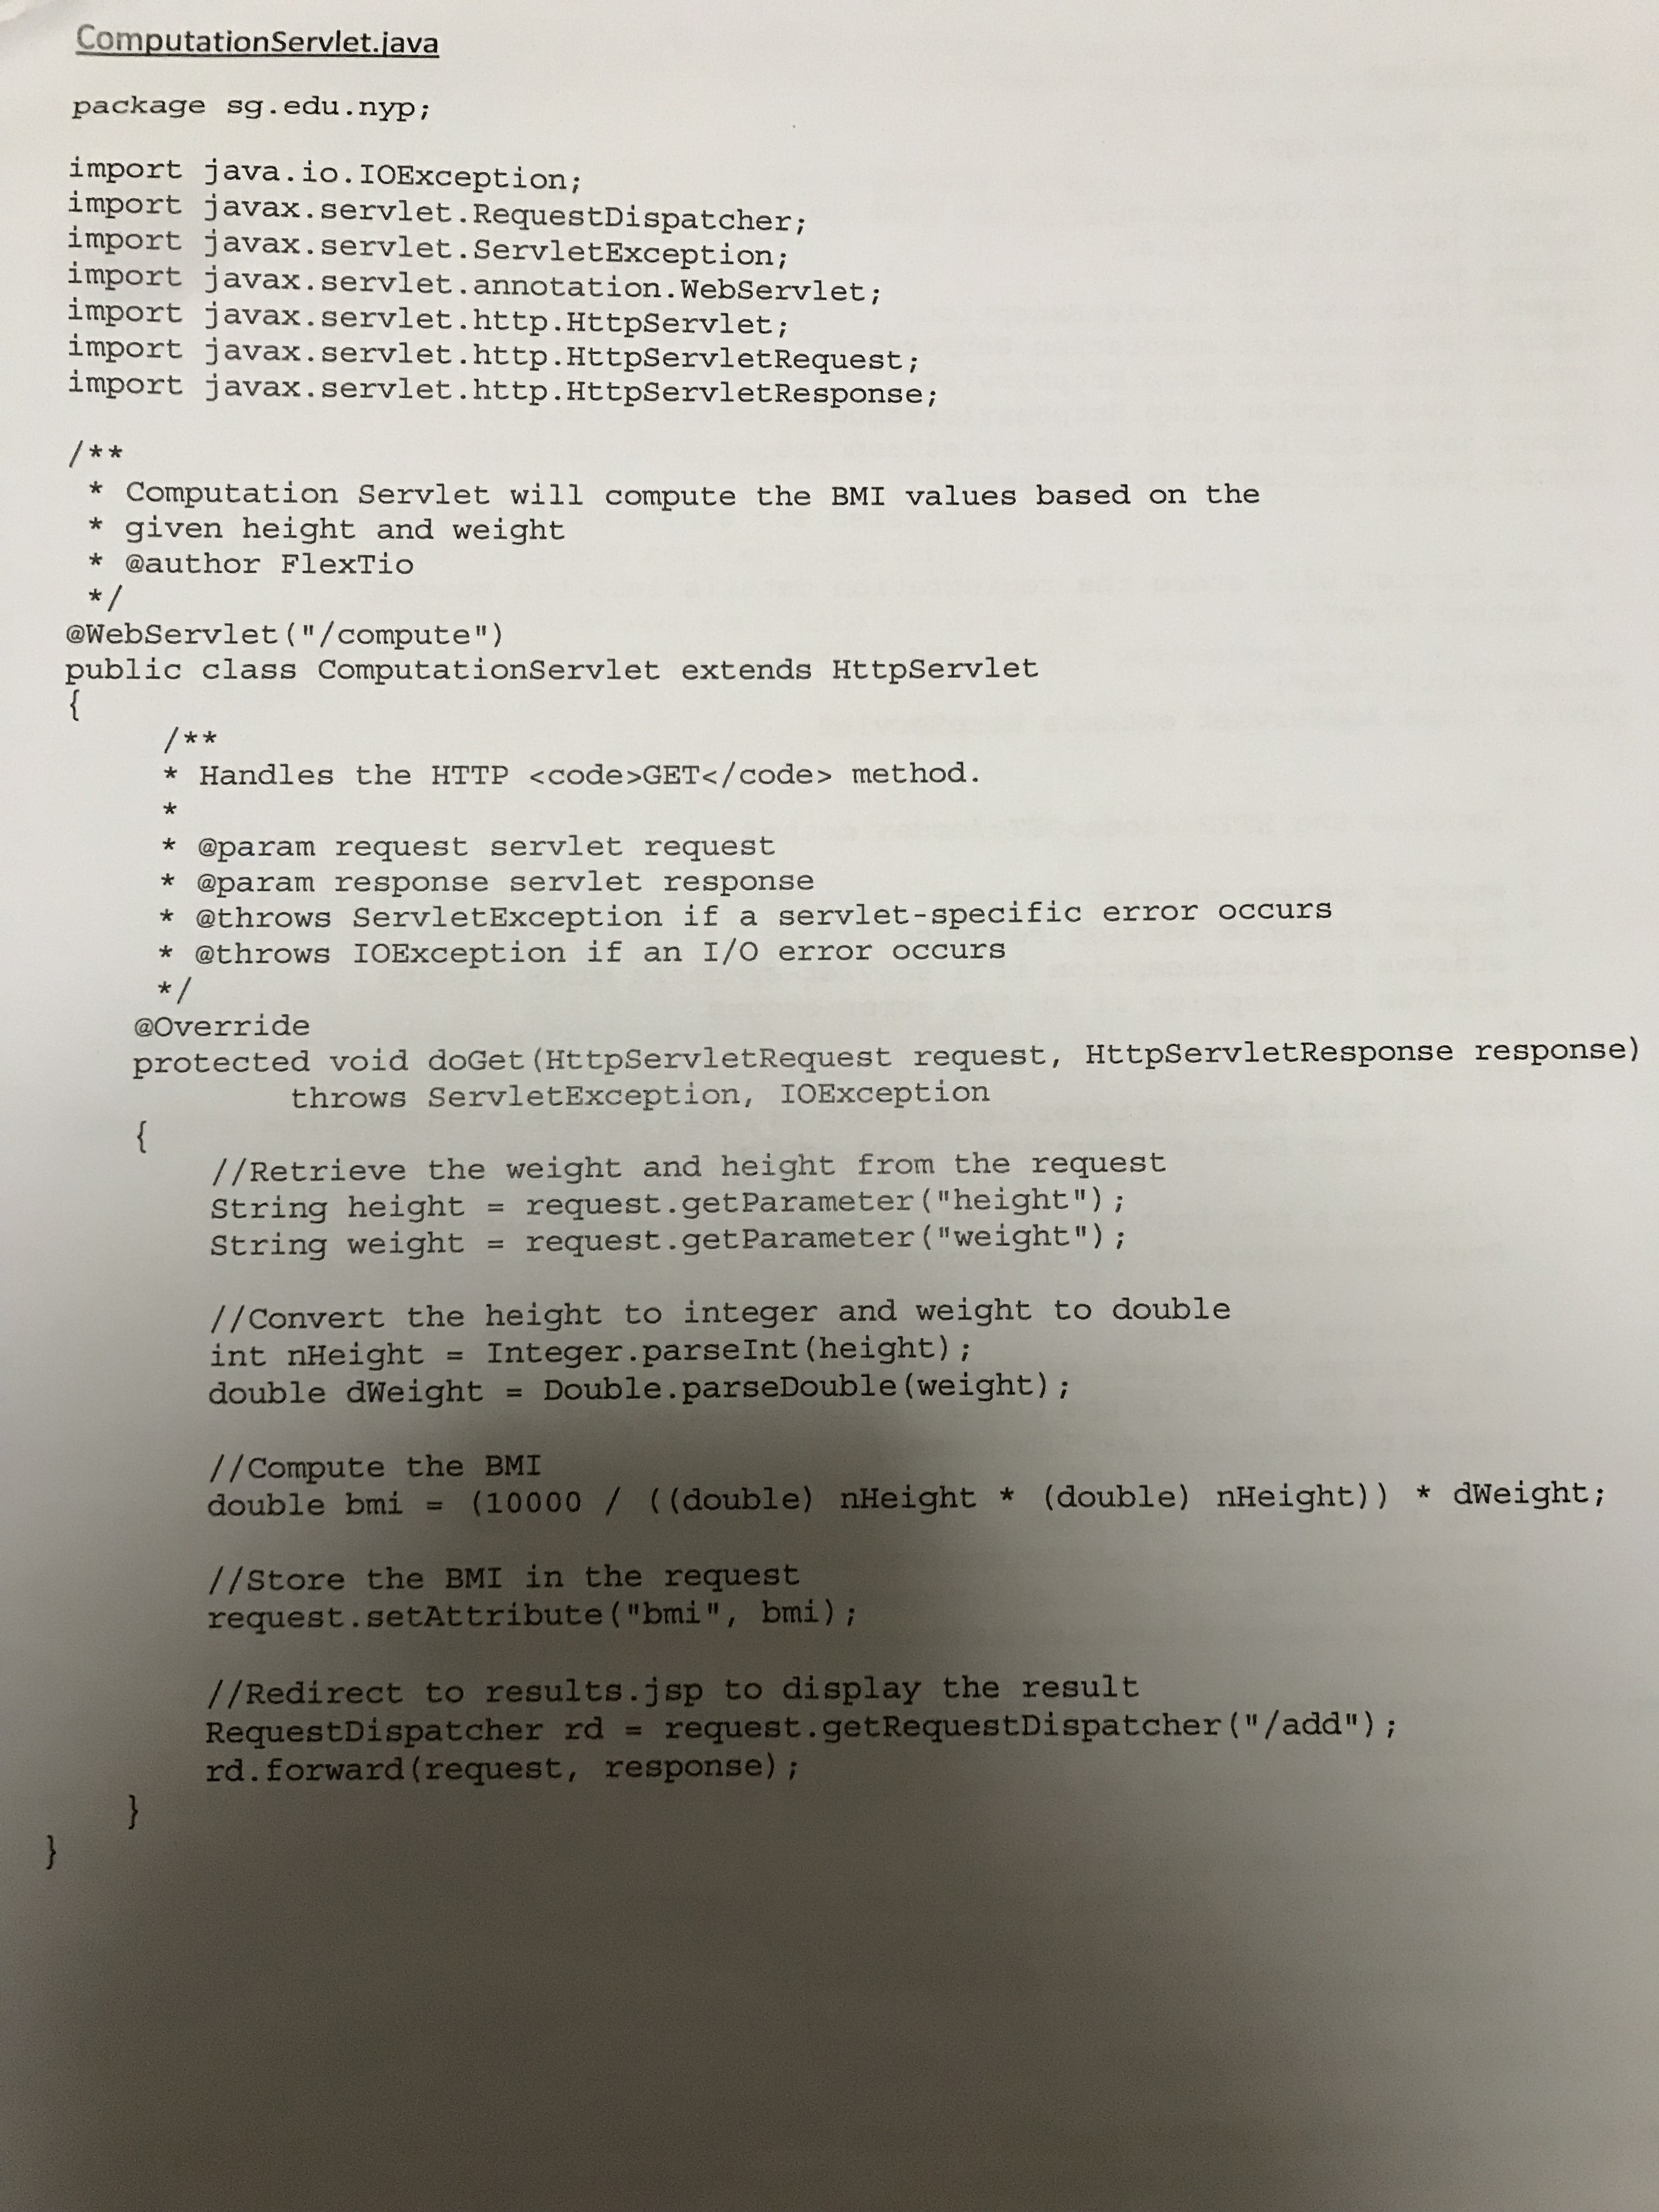 ComputationServlet.java
package sg.edu.nyp;
import java.io.IOException;
import javax.servlet.RequestDispatcher;
import javax.servlet.ServletException;
import javax.servlet.annotation.WebServlet;
import javax.servlet.http.HttpServlet;
import javax.servlet.http.HttpServletRequest;
import javax.servlet.http.HttpServletResponse;
/**
* Computation Servlet will compute the BMI values based on the
* given height and weight
* @author FlexTio
*/
@WebServlet("/compute")
public class ComputationServlet extends HttpServlet
{
/**
* Handles the HTTP <code>GET</code> method.
*
* @param request servlet request
* @param response servlet response
* @throws ServletException if a servlet-specific error occurs
* @throws IOException if an I/O error occurs
*/
@Override
protected void doGet(HttpServletRequest request, HttpServletResponse response)
throws ServletException, IOException
{
//Retrieve the weight and height from the request
String height = request.getParameter("height");
String weight = request.getParameter("weight");
//Convert the height to integer and weight to double
int nHeight = Integer.parseInt(height);
double dWeight = Double.parseDouble(weight);
//Compute the BMI
double bmi = (10000 / ((double) nHeight * (double) nHeight)) * dWeight;
//Store the BMI in the request
request.setAttribute("bmi", bmi);
//Redirect to results.jsp to display the result
RequestDispatcher rd = request.getRequestDispatcher("/add");
rd.forward(request, response);
}
}